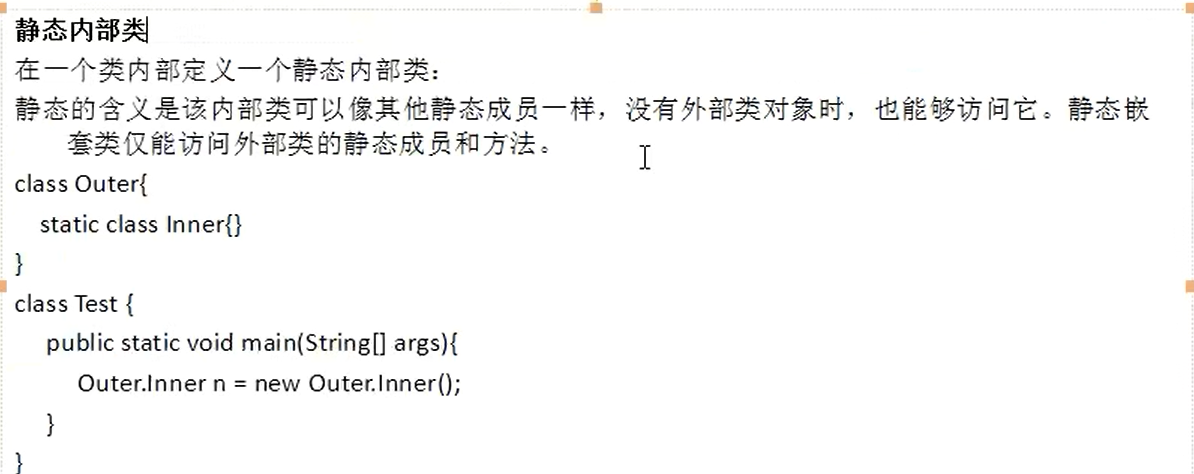 静态内部类
在一个类内部定义一个静态内部类：
静态的含义是该内部类可以像其他静态成员一样，没有外部类对象时，也能够访问它。静态嵌
套类仅能访问外部类的静态成员和方法。
class Outer{
static class Inner{}
}
class Test {
public static void main(String[] args){
Outer.Inner n = new Outer.Inner();
}
}